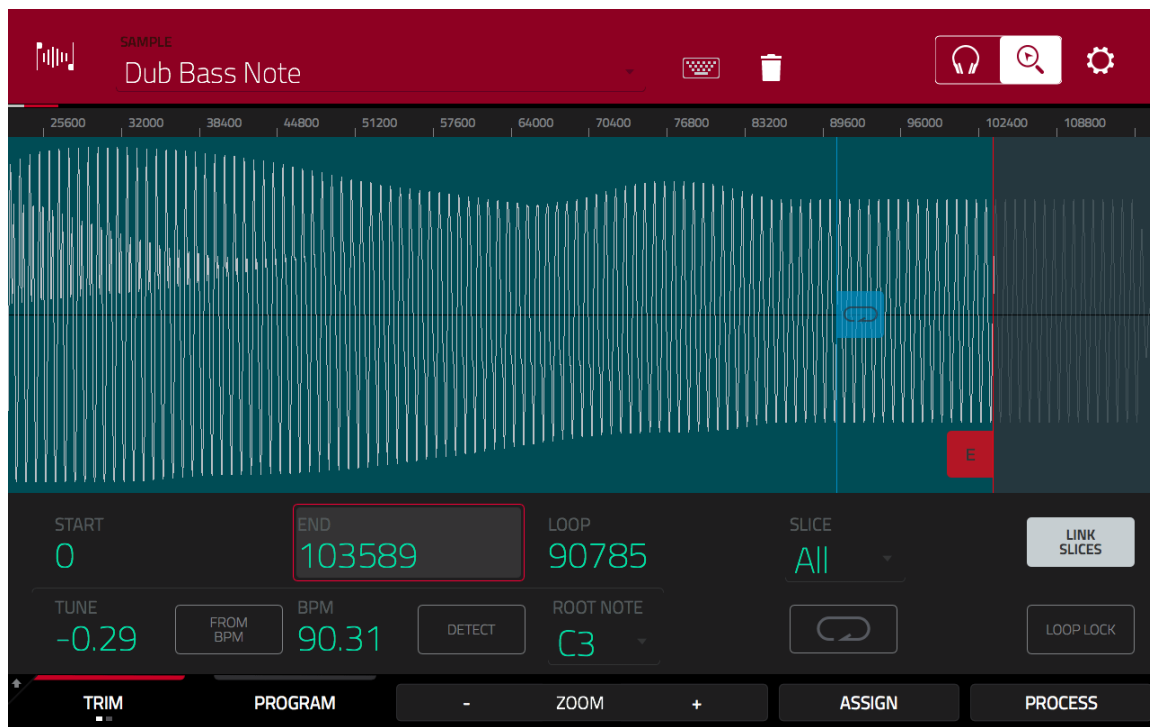 SAMPLE
Dub Bass Note
25600 32000 38400 44800 51200 57600 64000 70400 76800 83200 89600 96000 102400 108800
E
START END LOOP SLICE
0 103589 90785 All
LINK
SLICES
TUNE BPM ROOT NOTE
-0.29 FROM
BPM 90.31 DETECT C3 LOOP LOCK
TRIM PROGRAM - ZOOM + ASSIGN PROCESS